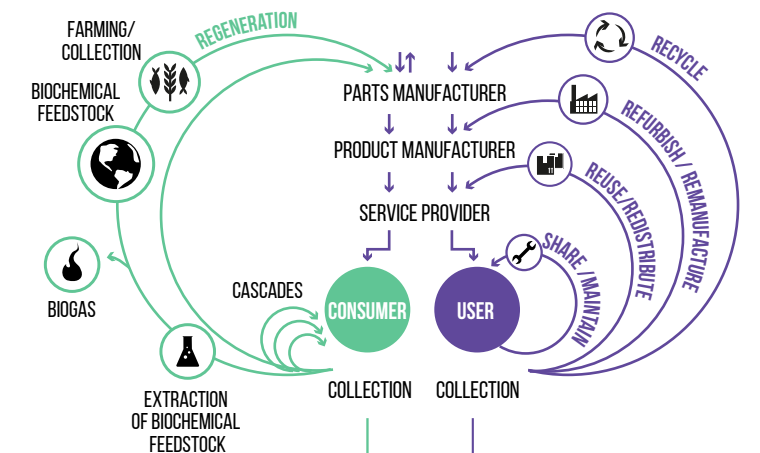 FARMING/
COLLECTION
REGENERATION
RECYCLE
BIOCHEMICAL
FEEDSTOCK
PARTS MANUFACTURER
REFURBISH / REMANUFACTURE
PRODUCT MANUFACTURER
REUSE/REDISTRIBUTE
SERVICE PROVIDER
SHARE / MAINTAIN
BIOGAS
CASCADES
CONSUMER
USER
COLLECTION
COLLECTION
EXTRACTION
OF BIOCHEMICAL
FEEDSTOCK